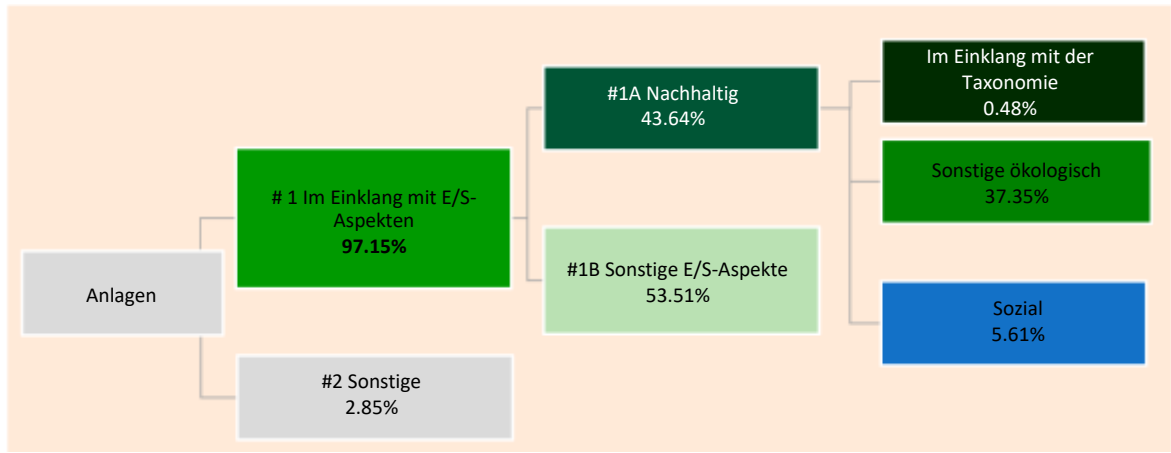 Anlagen
# 1 Im Einklang mit E/S-
Aspekten
97.15%
#2 Sonstige
2.85%
#1A Nachhaltig
43.64%
#1B Sonstige E/S-Aspekte
53.51%
Im Einklang mit der
Taxonomie
0.48%
Sonstige ökologisch
37.35%
Sozial
5.61%